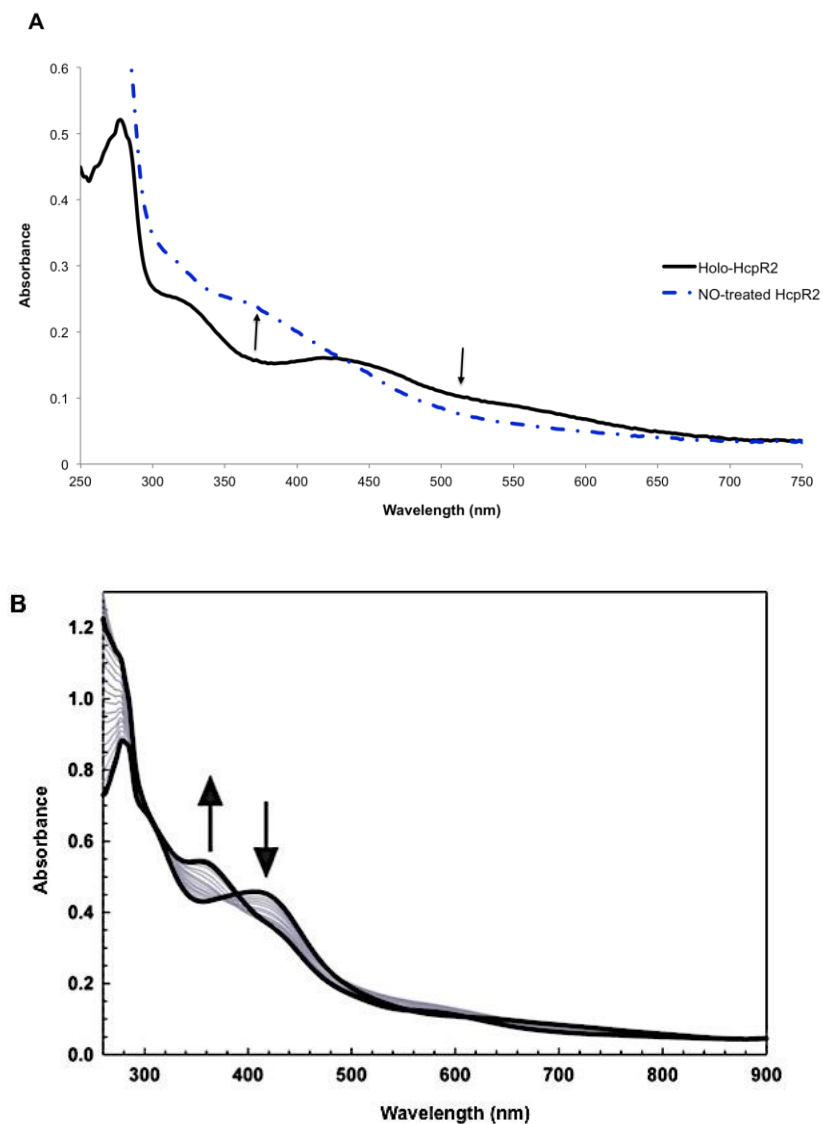 A
0.6
0.5
0.4
0.3
0.2
0.1
0
Absorbance
250 300 350 400 450 500 550 600 650 700 750
Wavelength (nm)
Holo-HcpR2
NO-treated HcpR2
B
1.2
1.0
0.8
0.6
0.4
0.2
0.0
Absorbance
300 400 500 600 700 800 900
Wavelength (nm)